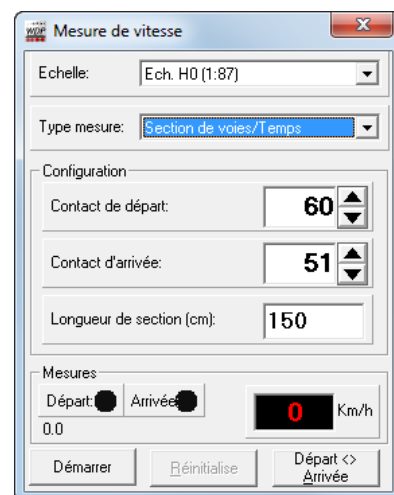 WDP Mesure de vitesse
Echelle: Ech. H0 (1:87)
Type mesure: Section de voies/Temps
Configuration
Contact de départ: 60
Contact d'arrivée: 51
Longueur de section (cm): 150
Mesures
Départ: Arrivée
0 Km/h
0.0
Démarrer Réinitialise Départ <>
Arrivée